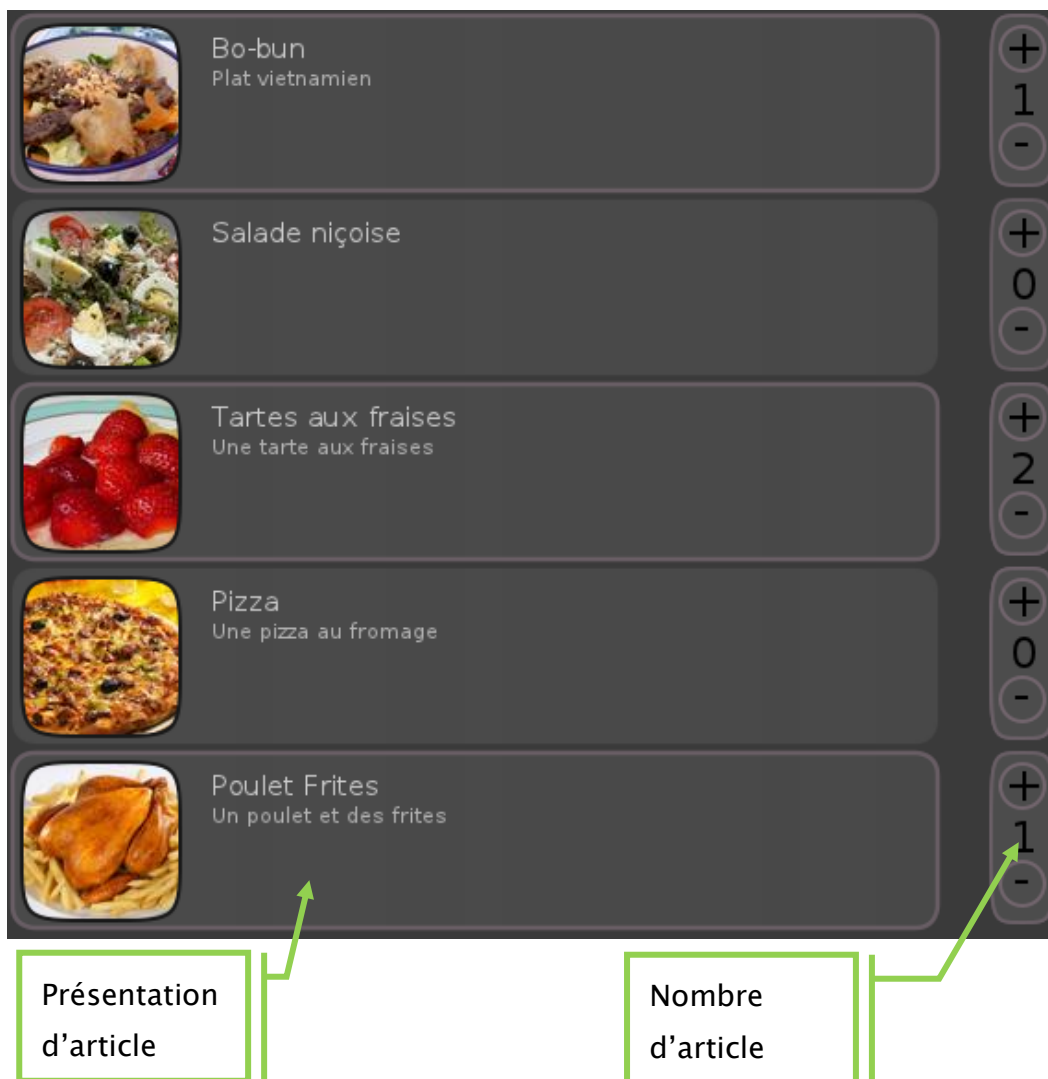 Bo-bun
Plat vietnamien
+
1
-
Salade niçoise
+
0
-
Tartes aux fraises
Une tarte aux fraises
+
2
-
Pizza
Une pizza au fromage
+
0
-
Poulet Frites
Un poulet et des frites
+
1
-
Présentation
d’article
Nombre
d’article